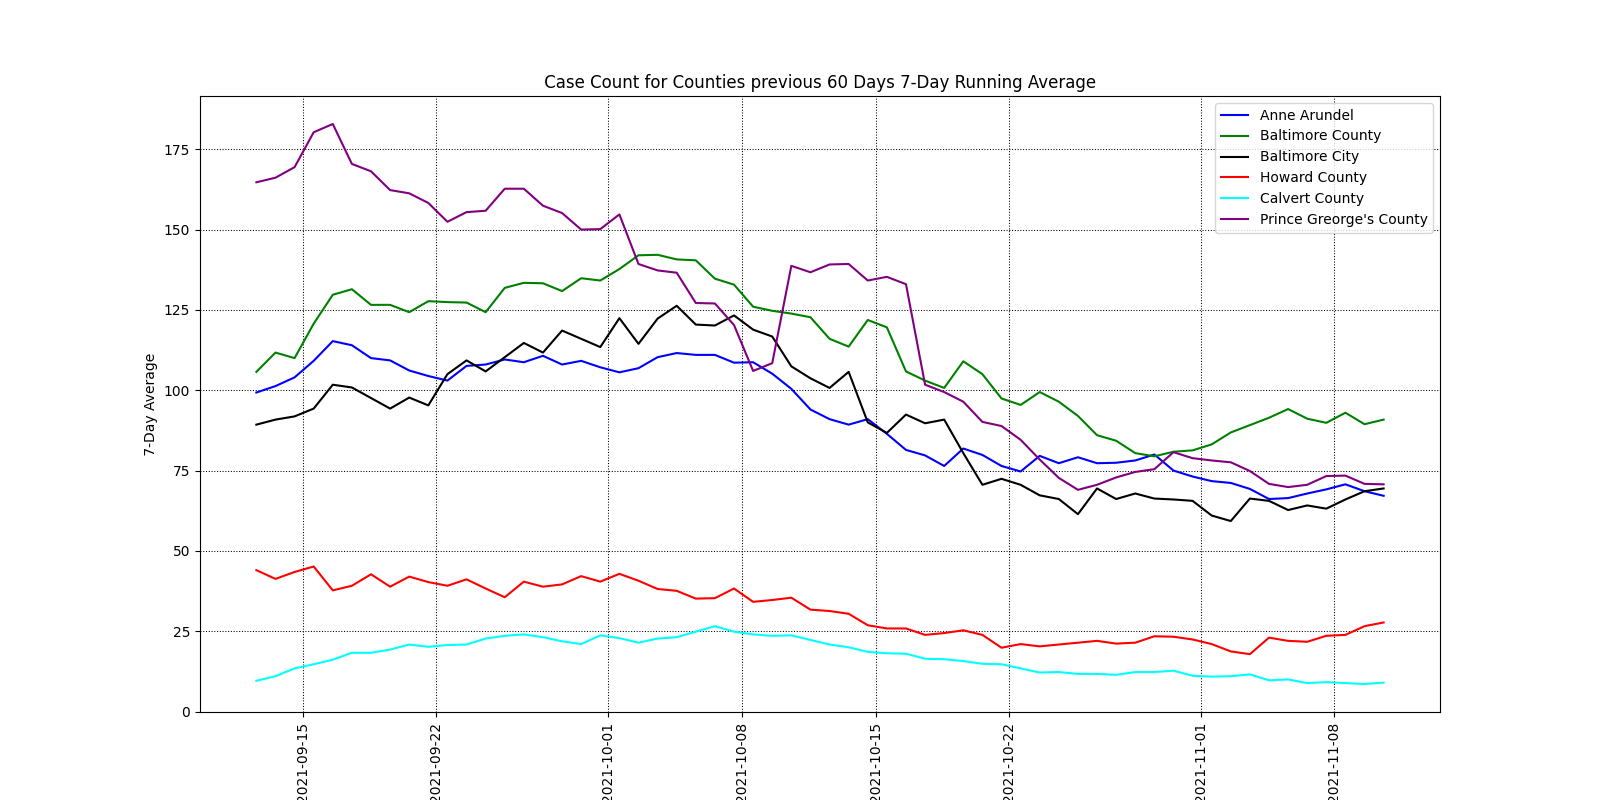 Case Count for Counties previous 60 Days 7-Day Running Average
Anne Arundel
Baltimore County
Baltimore City
Howard County
Calvert County
Prince Greorge's County
7-Day Average
175
150
125
100
75
50
25
0
2021-09-15
2021-09-22
2021-10-01
2021-10-08
2021-10-15
2021-10-22
2021-11-01
2021-11-08